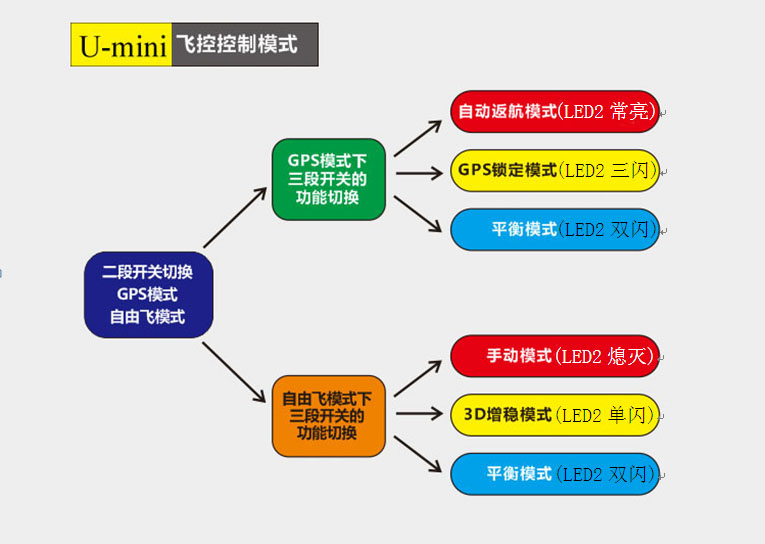 U-mini 飞控控制模式
自动返航模式(LED2 常亮)
GPS模式下
三段开关的
功能切换
GPS锁定模式(LED2 三闪)
平衡模式(LED2 双闪)
二段开关切换
GPS模式
自由飞模式
手动模式(LED2 熄灭)
自由飞模式下
三段开关的
功能切换
3D增稳模式(LED2 单闪)
平衡模式(LED2 双闪)